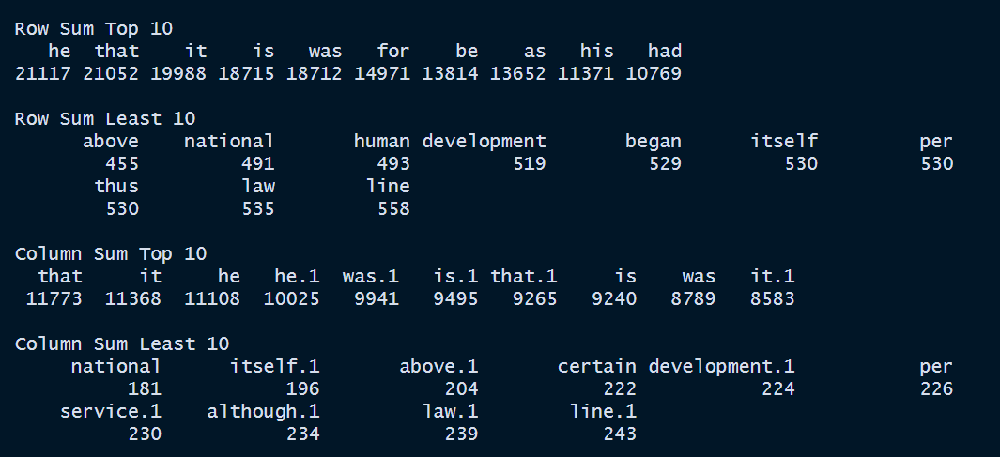 Row Sum Top 10
he that it is was for be as his had
21117 21052 19988 18715 18712 14971 13814 13652 11371 10769
Row Sum Least 10
above national human development began itself per
455 491 493 519 529 530 530
thus law line
530 535 558
Column Sum Top 10
that it he he.1 was.1 is.1 that.1 is was it.1
11773 11368 11108 10025 9941 9495 9265 9240 8789 8583
Column Sum Least 10
national itself.1 above.1 certain development.1 per
181 196 204 222 224 226
service.1 although.1 law.1 line.1
230 234 239 243